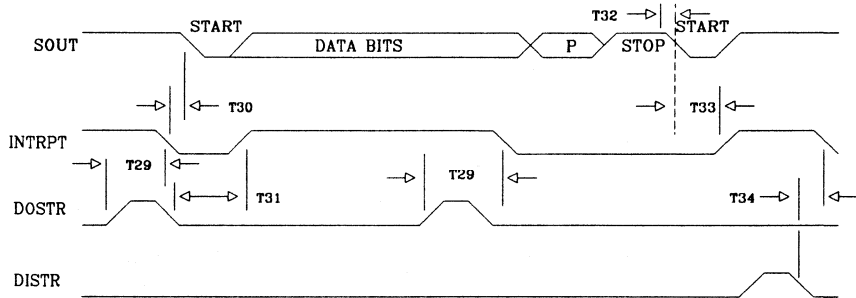 START T32 START
SOUT DATA BITS P STOP
T30 T33
INTRPT
T29 T29
T31 T34
DOSTR
DISTR